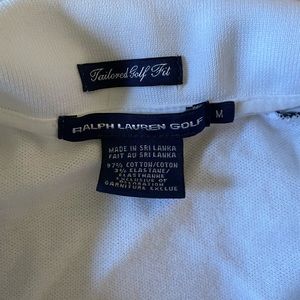 Tailored Golf Fit
RALPH LAUREN GOLF
M
MADE IN SRI LANKA
FAIT AU SRI LANKA
97% COTTON/COTON
3% ELASTANE/
ELASTHANNE
EXCLUSIVE OF
DECORATION
GARNITURE EXCLUE